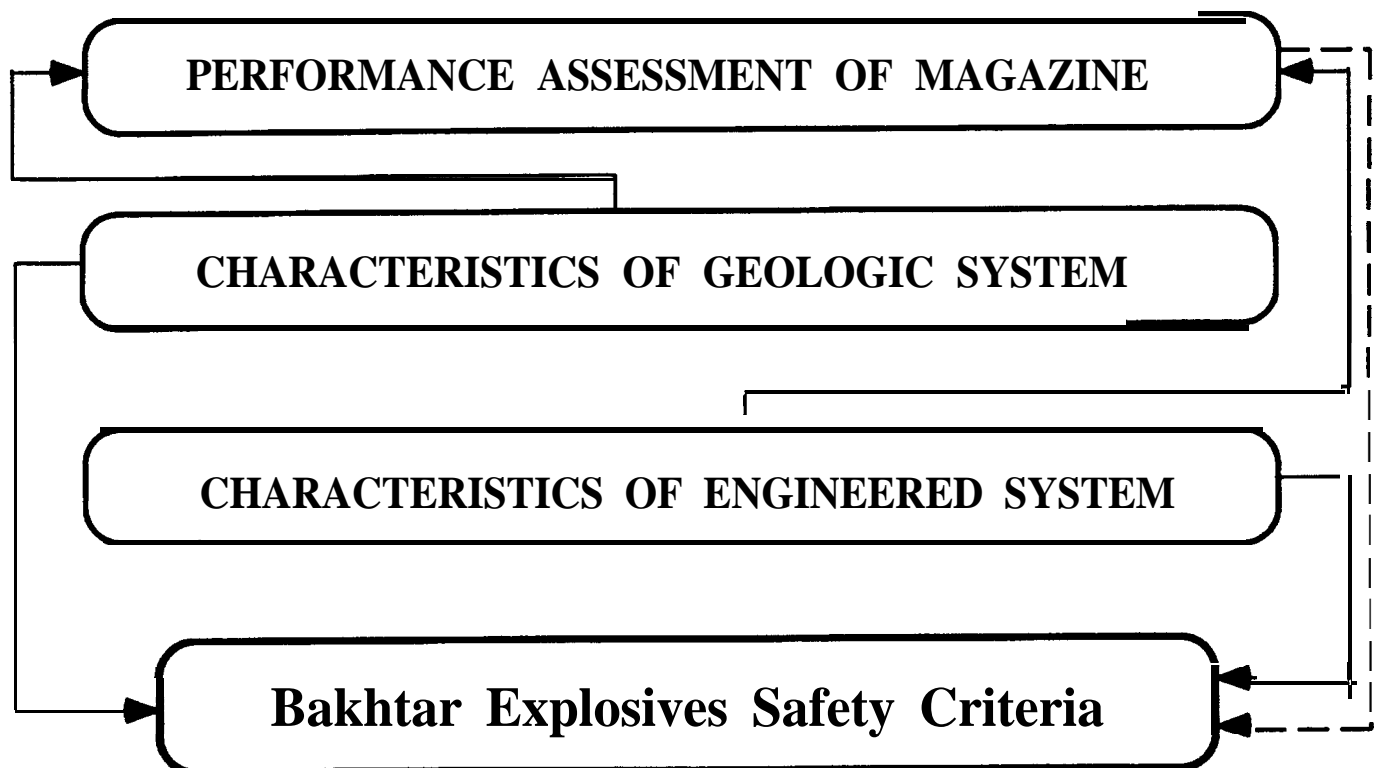 PERFORMANCE ASSESSMENT OF MAGAZINE
CHARACTERISTICS OF GEOLOGIC SYSTEM
CHARACTERISTICS OF ENGINEERED SYSTEM
Bakhtar Explosives Safety Criteria